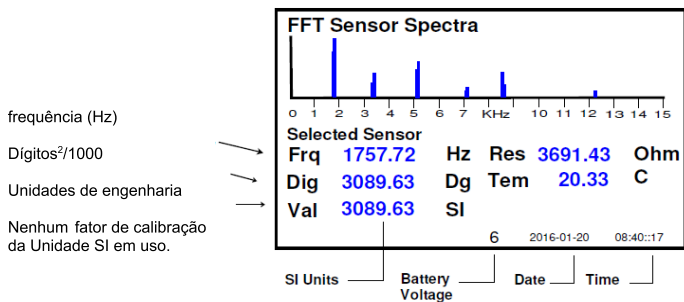 FFT Sensor Spectra
0 1 2 3 4 5 6 7 KHz 10 11 12 13 14 15
frequência (Hz)
Dígitos²/1000
Unidades de engenharia
Nenhum fator de calibração
da Unidade SI em uso.
Selected Sensor
Frq 1757.72 Hz Res 3691.43 Ohm
Dig 3089.63 Dg Tem 20.33 C
Val 3089.63 SI
6 2016-01-20 08:40::17
SI Units Battery Voltage Date Time